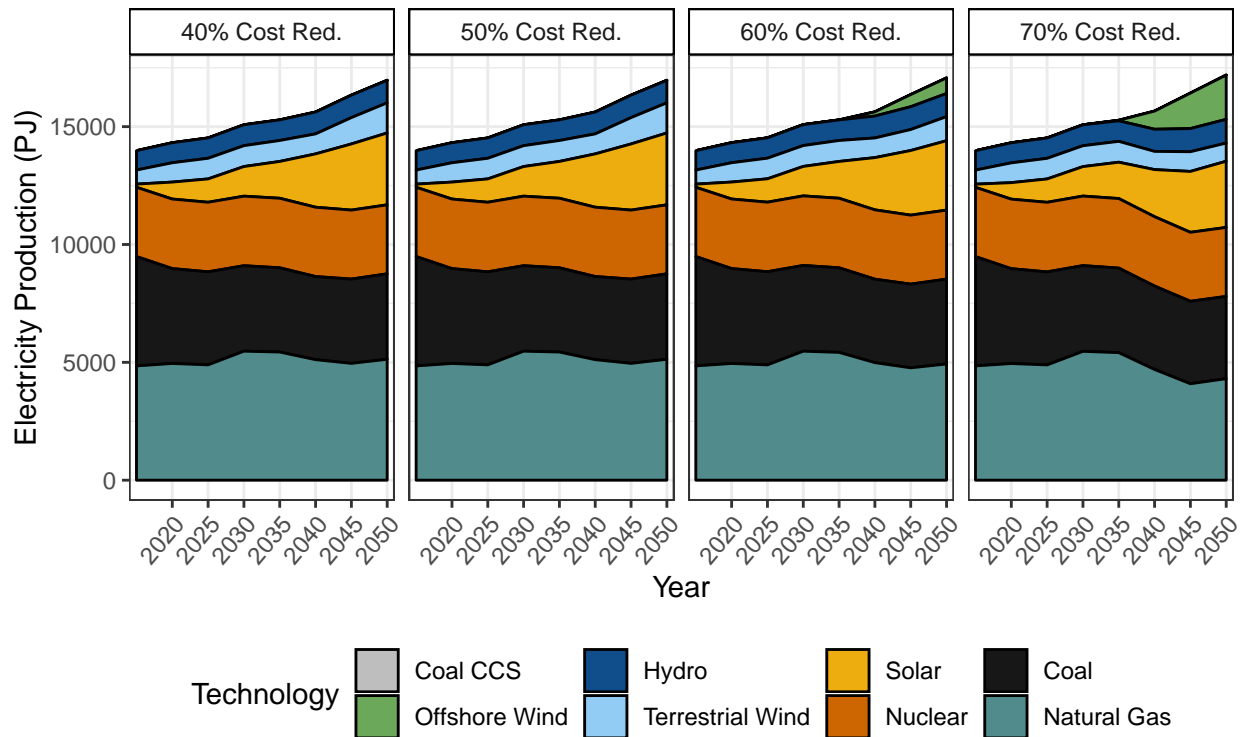 40% Cost Red. 50% Cost Red. 60% Cost Red. 70% Cost Red.
Electricity Production (PJ)
15000
10000
5000
0
2020 2025 2030 2035 2040 2045 2050 2020 2025 2030 2035 2040 2045 2050 2020 2025 2030 2035 2040 2045 2050 2020 2025 2030 2035 2040 2045 2050
Year
Technology
Coal CCS Hydro Solar Coal
Offshore Wind Terrestrial Wind Nuclear Natural Gas